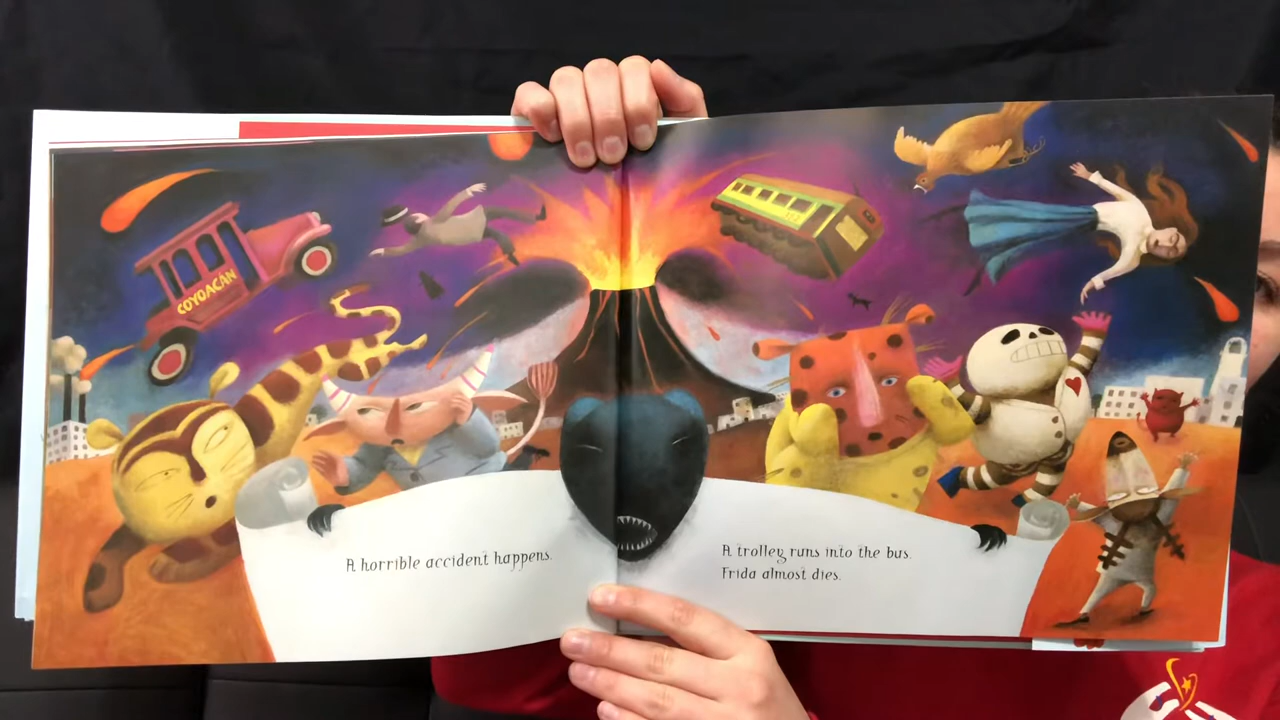 COYOACÁN
A horrible accident happens.
A trolley runs into the bus.
Frida almost dies.